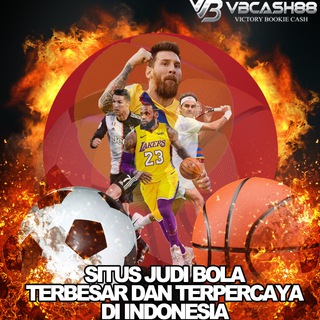 VBCASH88
VICTORY BOOKIE CASH
LAKERS
23
SITUS JUDI BOLA
TERBESAR DAN TERPERCAYA
DI INDONESIA